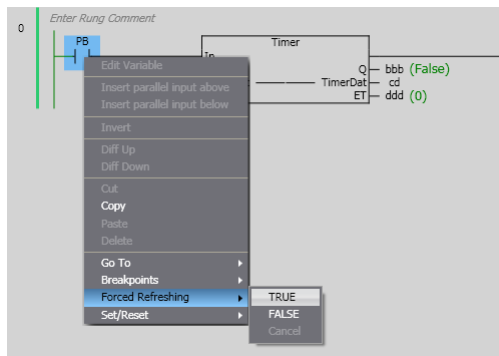 Enter Rung Comment
0
PB
Timer
In
Q bbb (False)
TimerDat cd
ET ddd (0)
Edit Variable
Insert parallel input above
Insert parallel input below
Invert
Diff Up
Diff Down
Cut
Copy
Paste
Delete
Go To
Breakpoints
Forced Refreshing
Set/Reset
TRUE
FALSE
Cancel